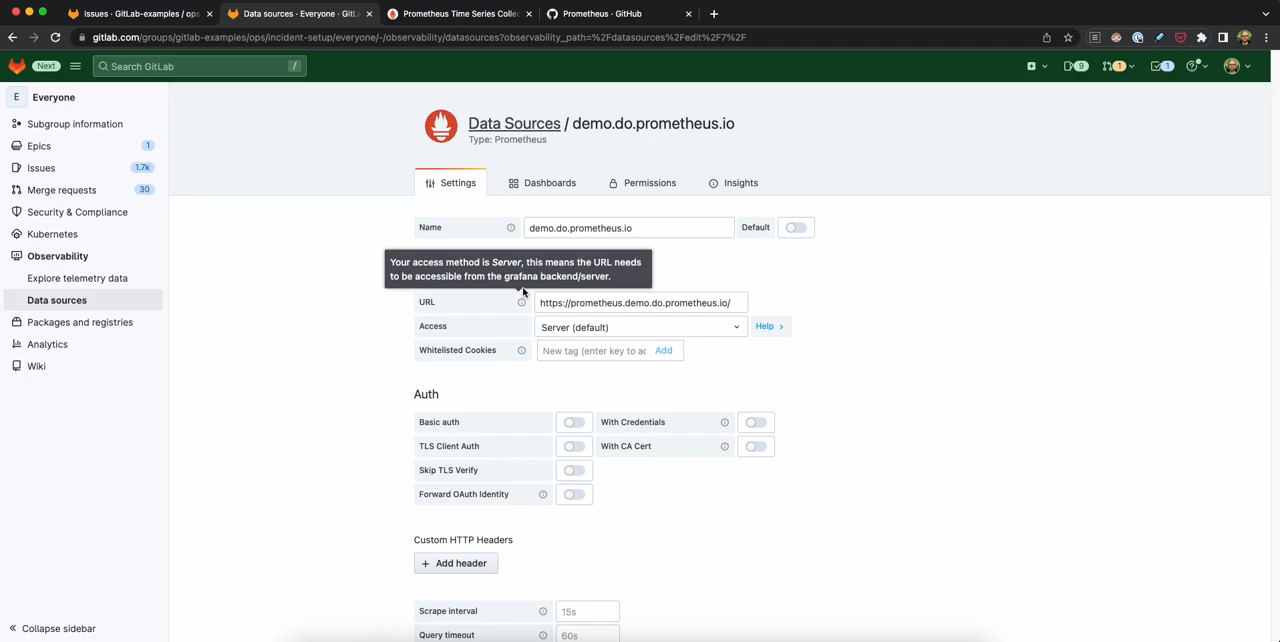 Issues · GitLab-examples / ops
Data sources · Everyone · GitL
Prometheus Time Series Collec
Prometheus · GitHub
gitlab.com/groups/gitlab-examples/ops/incident-setup/everyone/-/observability/datasources?observability_path=%2Fdatasources%2Fedit%2F7%2F
Next
Search GitLab
/
9
1
1
E Everyone
Subgroup information
Epics 1
Issues 1.7k
Merge requests 30
Security & Compliance
Kubernetes
Observability
Explore telemetry data
Data sources
Packages and registries
Analytics
Wiki
Collapse sidebar
Data Sources / demo.do.prometheus.io
Type: Prometheus
Settings Dashboards Permissions Insights
Name demo.do.prometheus.io Default
Your access method is Server, this means the URL needs
to be accessible from the grafana backend/server.
URL https://prometheus.demo.do.prometheus.io/
Access Server (default) Help
Whitelisted Cookies New tag (enter key to ac Add
Auth
Basic auth With Credentials
TLS Client Auth With CA Cert
Skip TLS Verify
Forward OAuth Identity
Custom HTTP Headers
+ Add header
Scrape interval 15s
Query timeout 60s